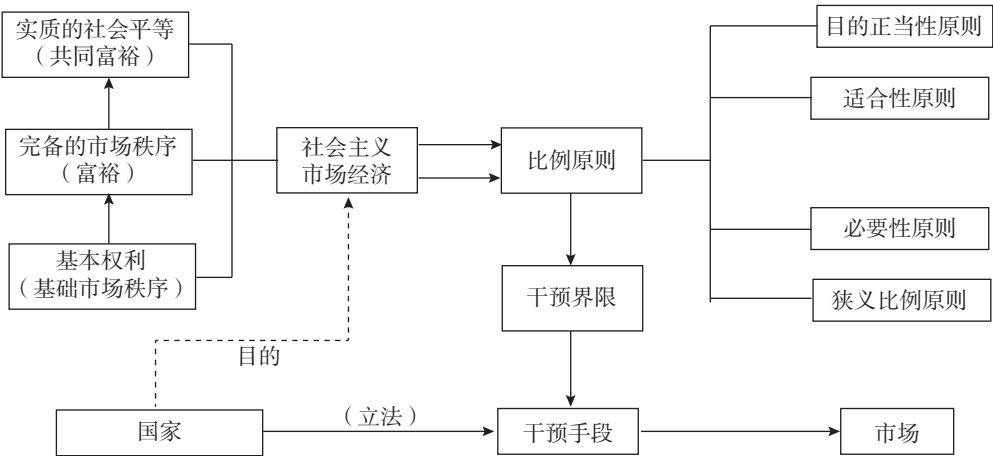 实质的社会平等
（共同富裕）
目的正当性原则
适合性原则
完备的市场秩序
（富裕）
社会主义
市场经济
比例原则
必要性原则
基本权利
（基础市场秩序）
干预界限
狭义比例原则
目的
国家
（立法）
干预手段
市场